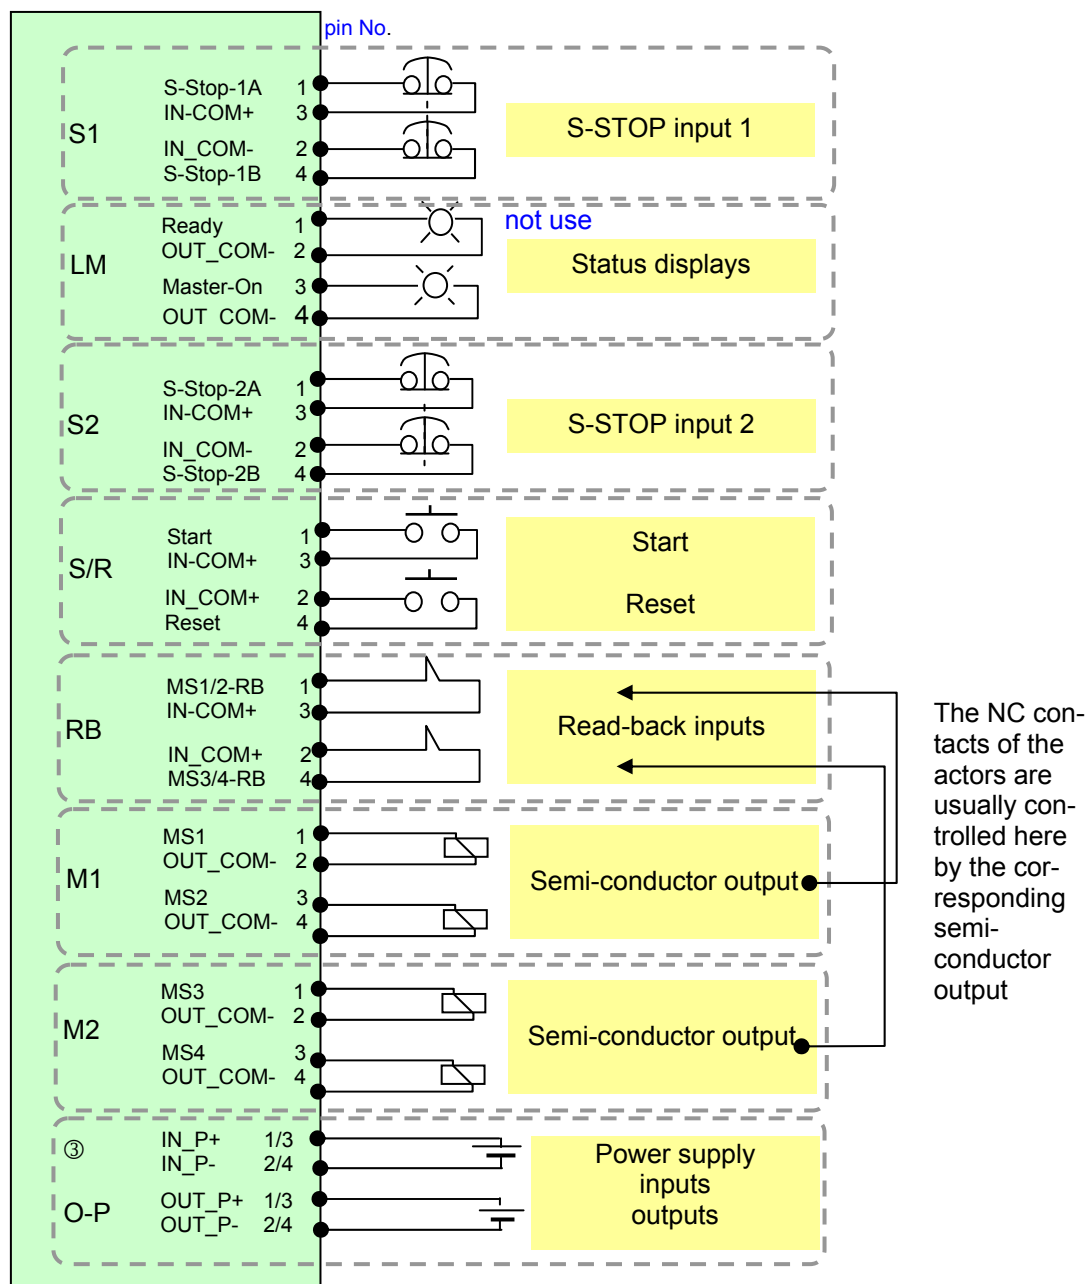 pin No.
S1
S-Stop-1A 1
IN-COM+ 3
IN_COM- 2
S-Stop-1B 4
S-STOP input 1
LM
Ready 1
OUT_COM- 2
Master-On 3
OUT COM- 4
not use
Status displays
S2
S-Stop-2A 1
IN-COM+ 3
IN_COM- 2
S-Stop-2B 4
S-STOP input 2
S/R
Start 1
IN-COM+ 3
IN_COM+ 2
Reset 4
Start
Reset
RB
MS1/2-RB 1
IN-COM+ 3
IN_COM+ 2
MS3/4-RB 4
Read-back inputs
M1
MS1 1
OUT_COM- 2
MS2 3
OUT_COM- 4
Semi-conductor output
M2
MS3 1
OUT_COM- 2
MS4 3
OUT_COM- 4
Semi-conductor output
The NC con-
tacts of the
actors are
usually con-
trolled here
by the cor-
responding
semi-
conductor
output
③
IN_P+ 1/3
IN_P- 2/4
O-P
OUT_P+ 1/3
OUT_P- 2/4
Power supply
inputs
outputs